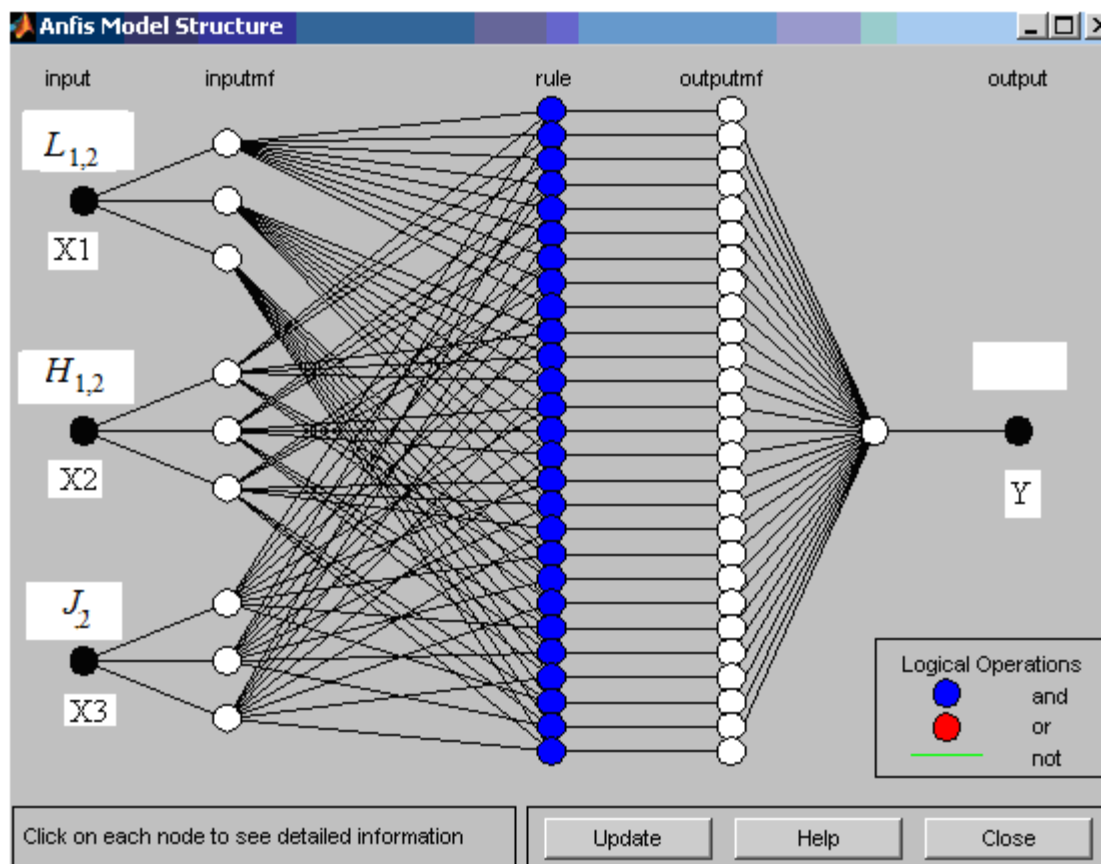 Anfis Model Structure
input inputmf rule outputmf output
L1,2
X1
H1,2
X2
Y
J,2
X3
Logical Operations
and
or
not
Click on each node to see detailed information
Update Help Close